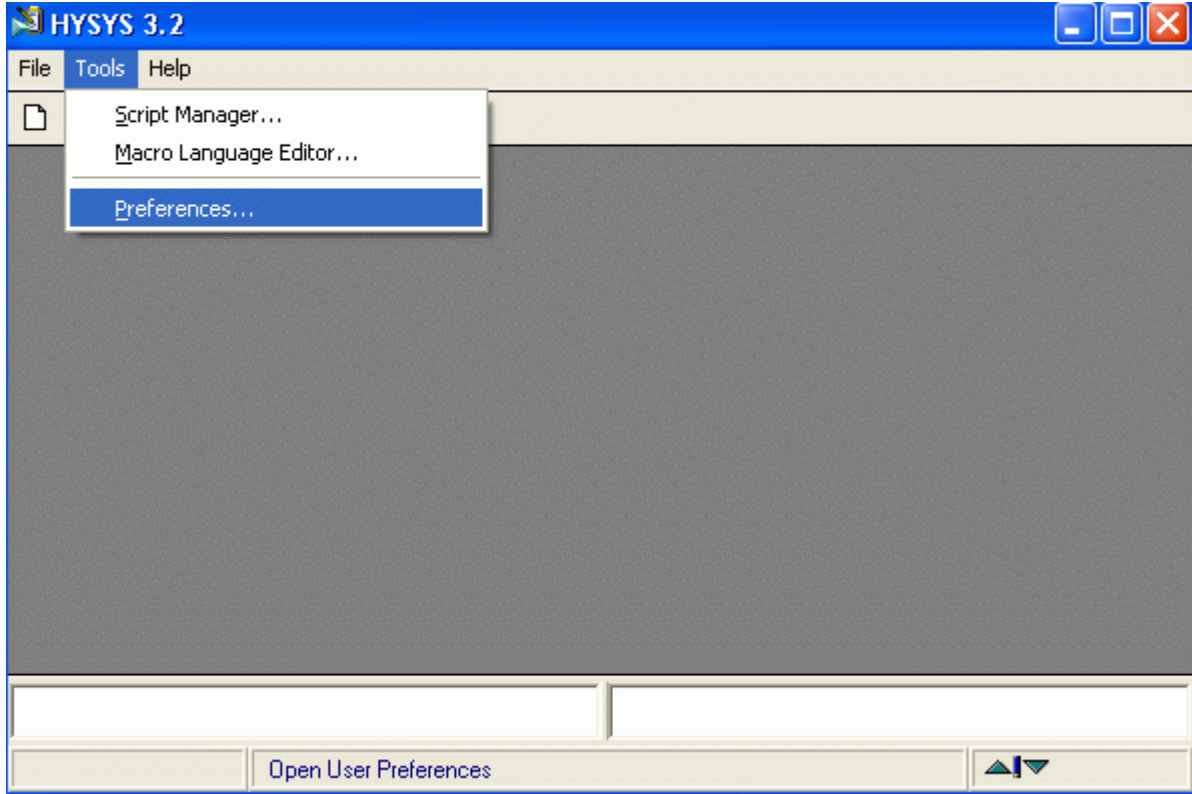 HYSYS 3.2
File Tools Help
Script Manager...
Macro Language Editor...
Preferences...
Open User Preferences